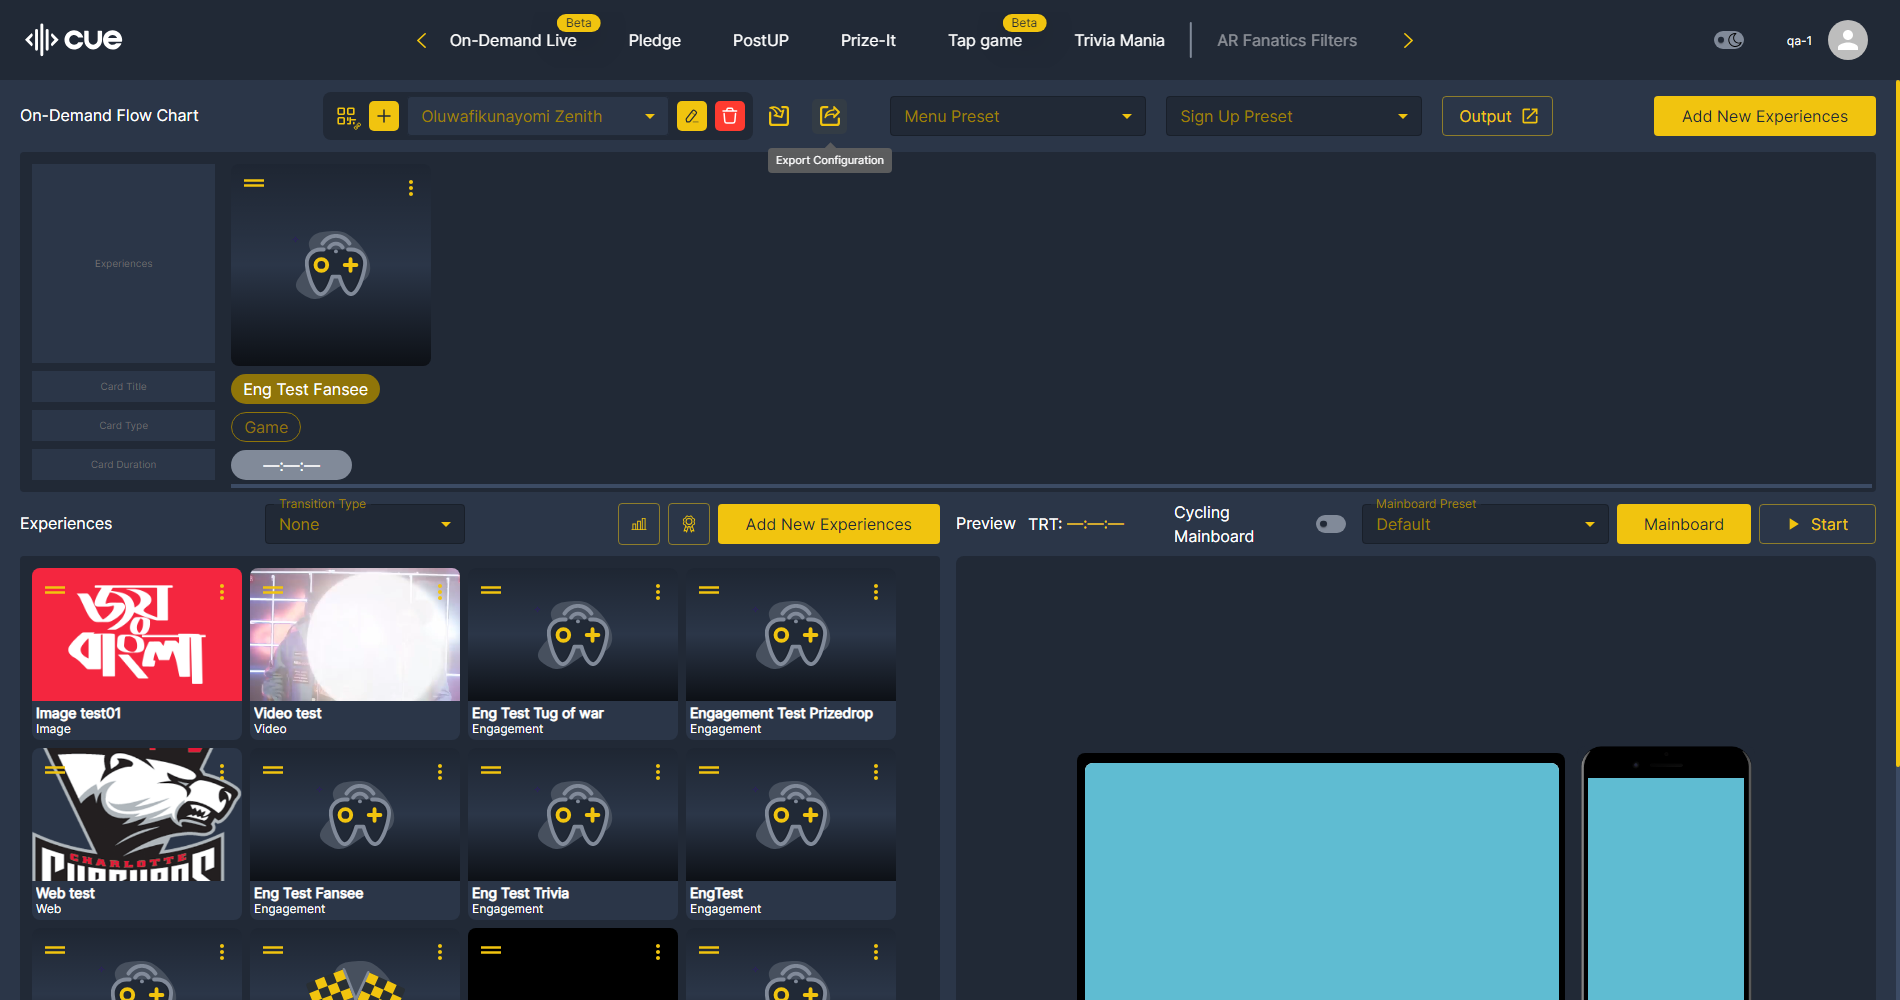 cue
On-Demand Live
Beta
Pledge
PostUP
Prize-It
Tap game
Beta
Trivia Mania
AR Fanatics Filters
qa-1
On-Demand Flow Chart
Oluwafikunayomi Zenith
Menu Preset
Sign Up Preset
Output
Add New Experiences
Export Configuration
Experiences
Card Title
Eng Test Fansee
Card Type
Game
Card Duration
—:—:—
Experiences
Transition Type
None
Add New Experiences
Preview
TRT: —:—:—
Cycling
Mainboard
Mainboard Preset
Default
Mainboard
Start
জয়
বাংলা
Image test01
Image
Video test
Video
Eng Test Tug of war
Engagement
Engagement Test Prizedrop
Engagement
CHARLOTTE
Web test
Web
Eng Test Fansee
Engagement
Eng Test Trivia
Engagement
EngTest
Engagement